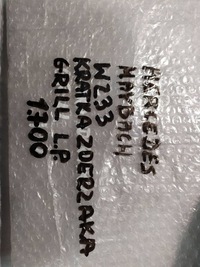 MERCEDES
MAYBACH
W233
KRATKA ZDERZAKA
GRILL L.P.
1700